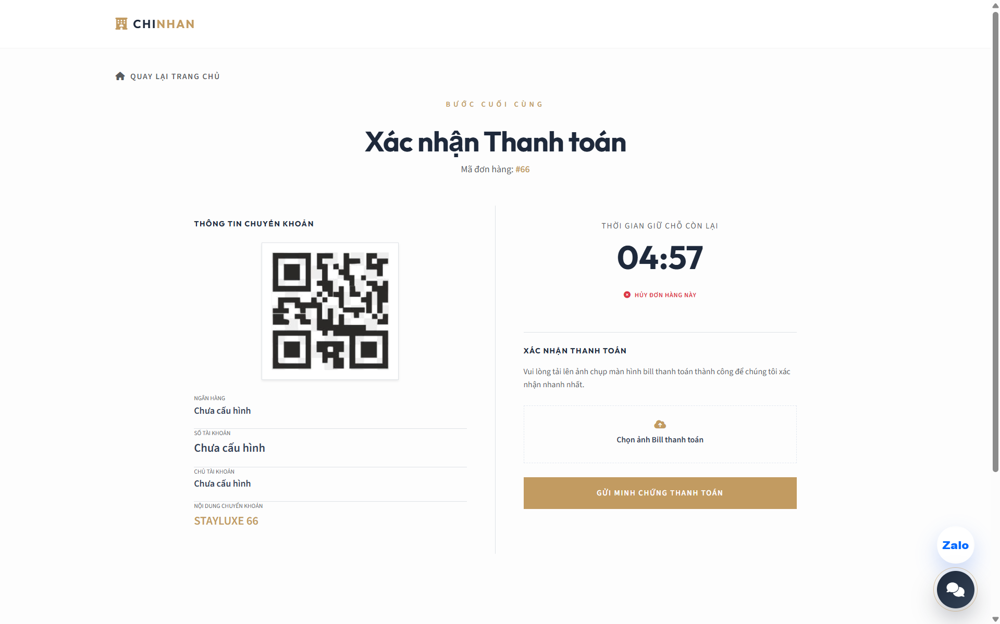 CHINHAN
QUAY LẠI TRANG CHỦ
BƯỚC CUỐI CÙNG
Xác nhận Thanh toán
Mã đơn hàng: #66
THÔNG TIN CHUYỂN KHOẢN
NGÂN HÀNG
Chưa cấu hình
SỐ TÀI KHOẢN
Chưa cấu hình
CHỦ TÀI KHOẢN
Chưa cấu hình
NỘI DUNG CHUYỂN KHOẢN
STAYLUXE 66
THỜI GIAN GIỮ CHỖ CÒN LẠI
04:57
HỦY ĐƠN HÀNG NÀY
XÁC NHẬN THANH TOÁN
Vui lòng tải lên ảnh chụp màn hình bill thanh toán thành công để chúng tôi xác
nhận nhanh nhất.
Chọn ảnh Bill thanh toán
GỬI MINH CHỨNG THANH TOÁN
Zalo